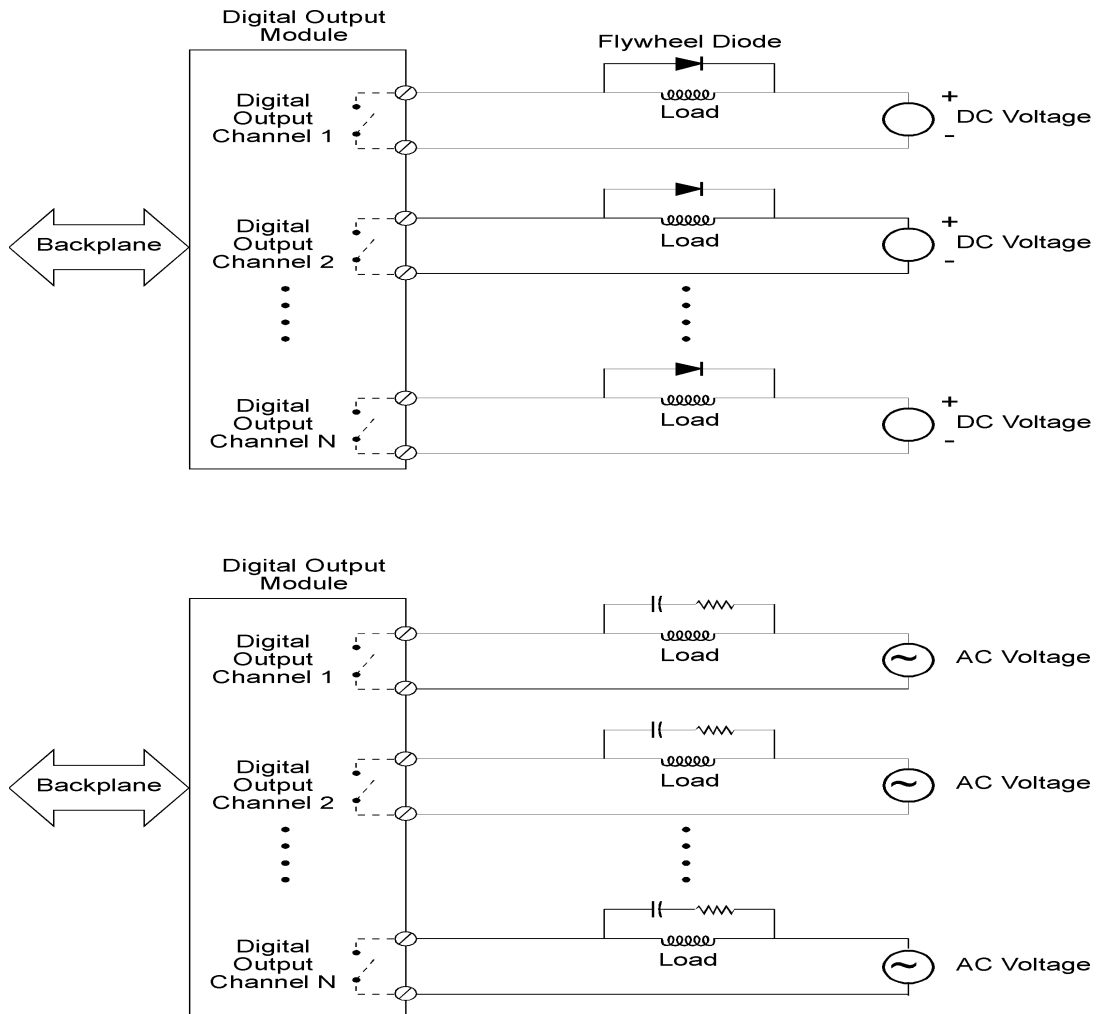 Digital Output
Module
Flywheel Diode
Digital
Output
Channel 1
Load
+
DC Voltage
-
Backplane
Digital
Output
Channel 2
Load
+
DC Voltage
-
Digital
Output
Channel N
Load
+
DC Voltage
-
Digital Output
Module
Digital
Output
Channel 1
Load
~
AC Voltage
Backplane
Digital
Output
Channel 2
Load
~
AC Voltage
Digital
Output
Channel N
Load
~
AC Voltage